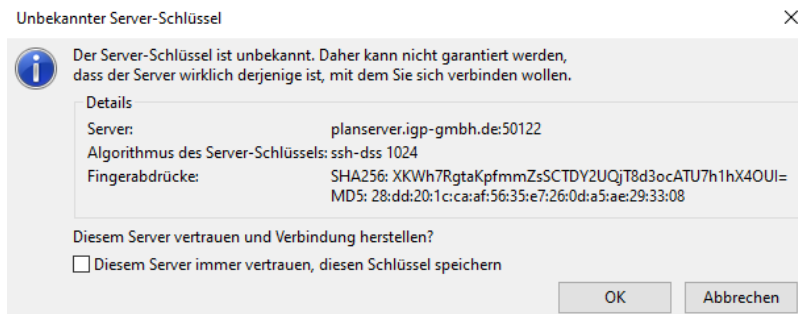 Unbekannter Server-Schlüssel
Der Server-Schlüssel ist unbekannt. Daher kann nicht garantiert werden,
dass der Server wirklich derjenige ist, mit dem Sie sich verbinden wollen.
Details
Server: planserver.igp-gmbh.de:50122
Algorithmus des Server-Schlüssels: ssh-dss 1024
Fingerabdrücke: SHA256: XKWh7RgtaKpfmmZsSCTDY2UQjT8d3ocATU7h1hX4OUI=
MD5: 28:dd:20:1c:ca:af:56:35:e7:26:0d:a5:ae:29:33:08
Diesem Server vertrauen und Verbindung herstellen?
Diesem Server immer vertrauen, diesen Schlüssel speichern
OK Abbrechen